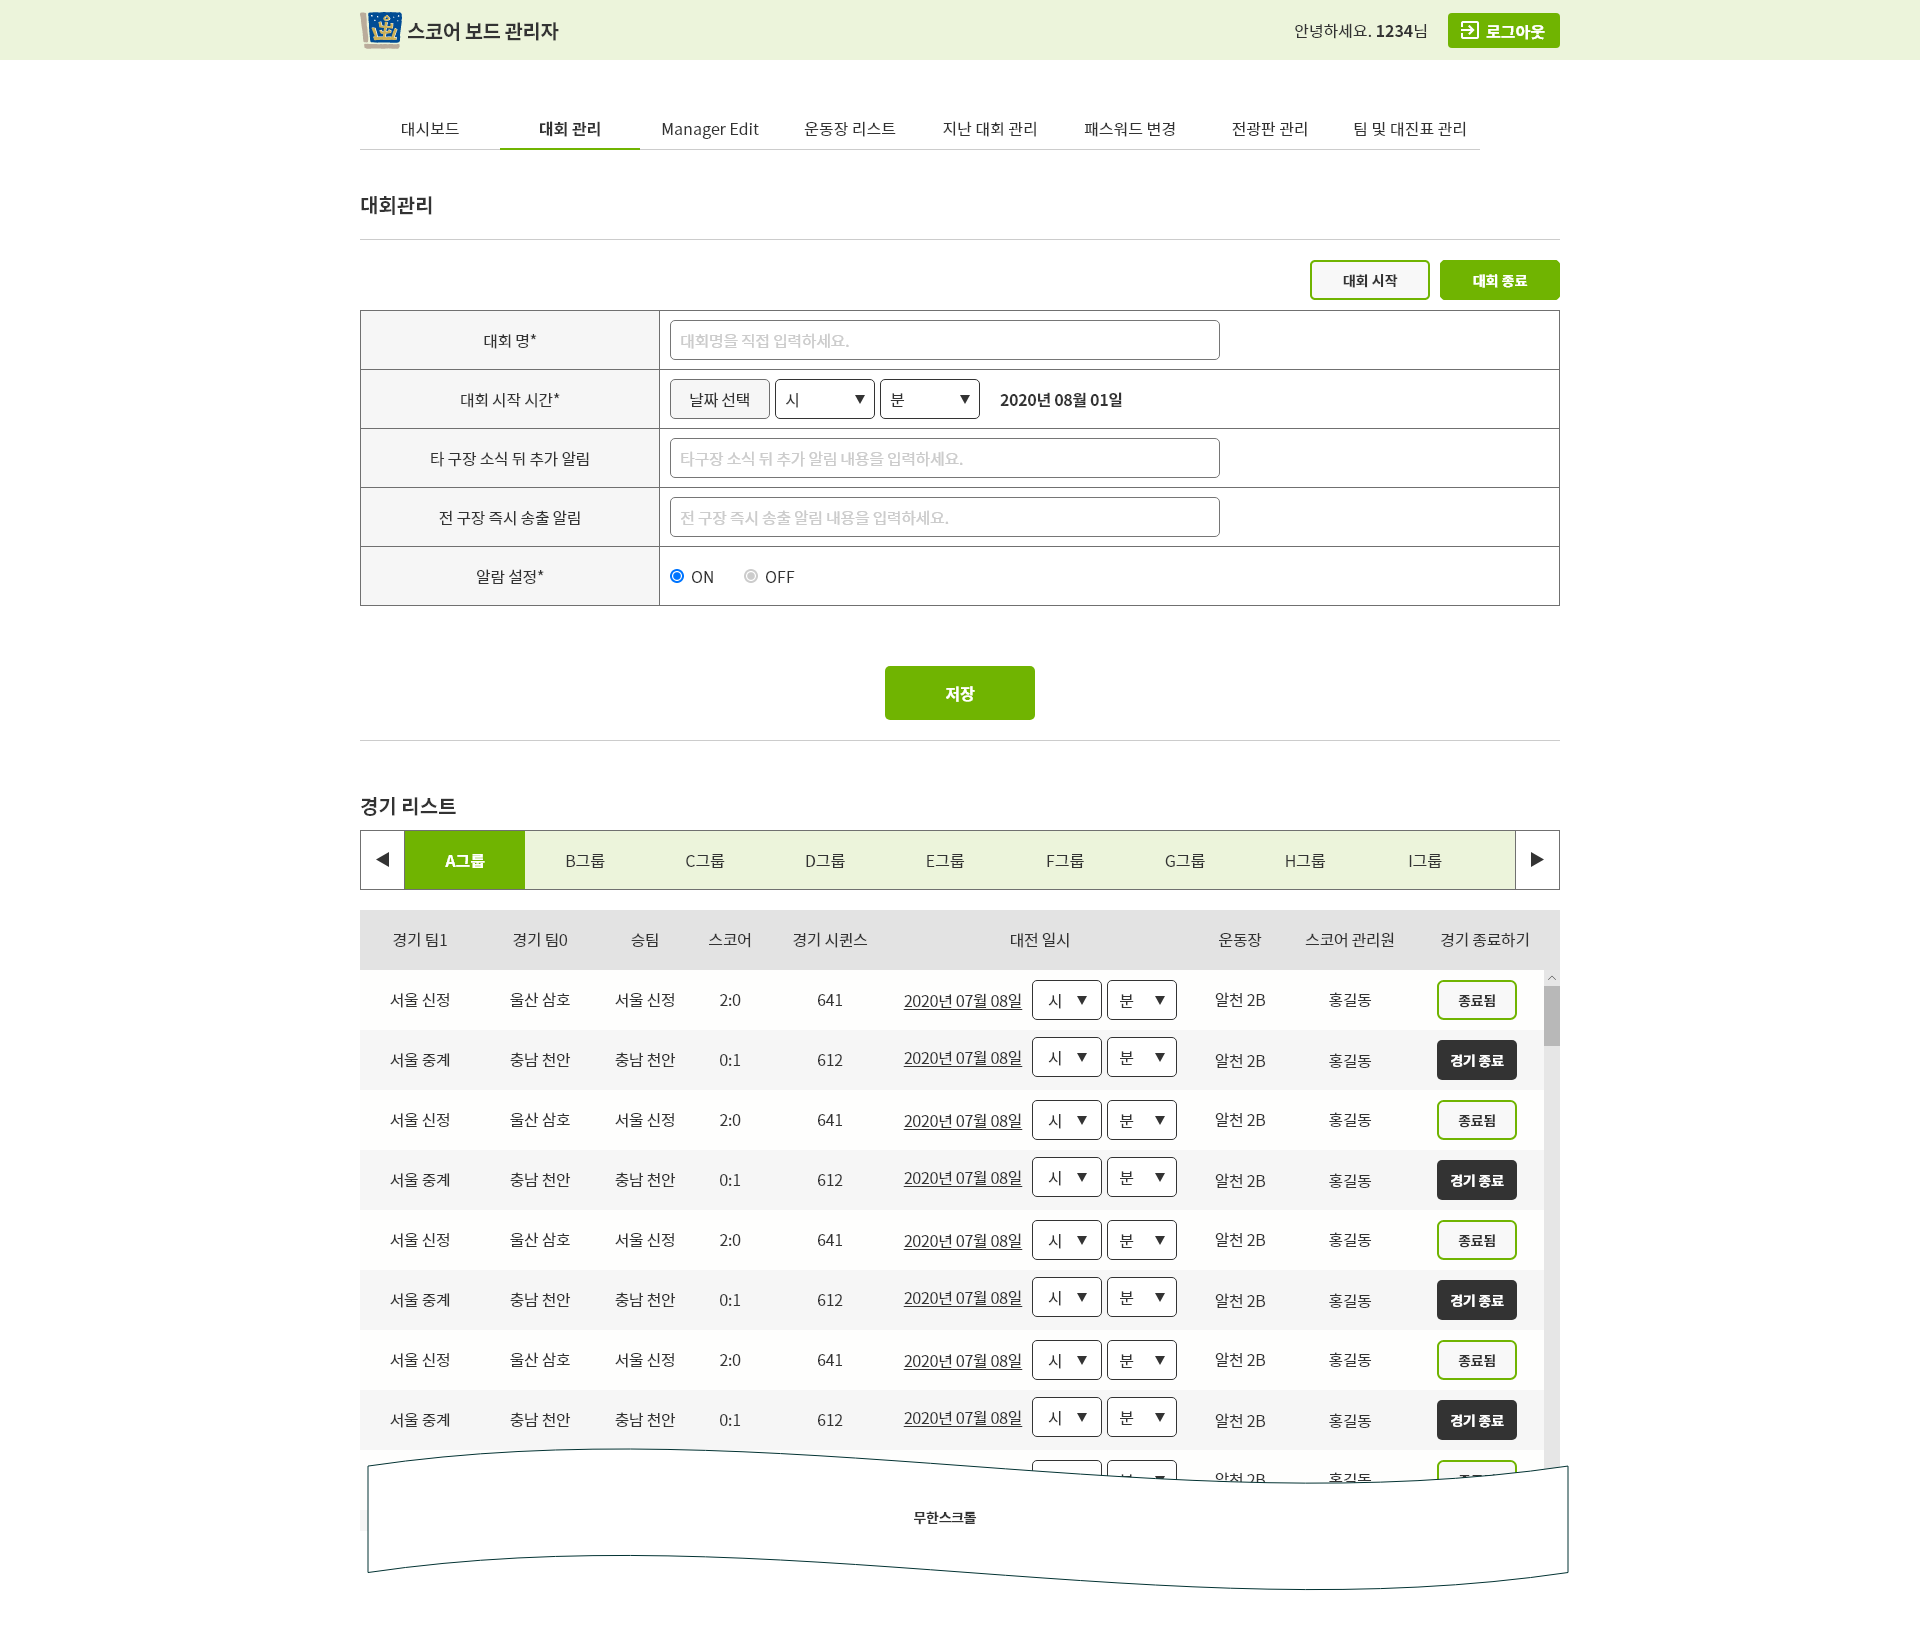 스코어 보드 관리자
안녕하세요. 1234님
로그아웃
대시보드 대회 관리 Manager Edit 운동장 리스트 지난 대회 관리 패스워드 변경 전광판 관리 팀 및 대진표 관리
대회관리
대회 시작 대회 종료
대회 명* 대회명을 직접 입력하세요.
대회 시작 시간* 날짜 선택 시 ▼ 분 ▼ 2020년 08월 01일
타 구장 소식 뒤 추가 알림 타구장 소식 뒤 추가 알림 내용을 입력하세요.
전 구장 즉시 송출 알림 전 구장 즉시 송출 알림 내용을 입력하세요.
알람 설정* ON OFF
저장
경기 리스트
◀ A그룹 B그룹 C그룹 D그룹 E그룹 F그룹 G그룹 H그룹 I그룹 ▶
경기 팀1 경기 팀0 승팀 스코어 경기 시퀀스 대전 일시 운동장 스코어 관리원 경기 종료하기
서울 신정 울산 삼호 서울 신정 2:0 641 2020년 07월 08일 시 ▼ 분 ▼ 알천 2B 홍길동 종료됨
서울 중계 충남 천안 충남 천안 0:1 612 2020년 07월 08일 시 ▼ 분 ▼ 알천 2B 홍길동 경기 종료
서울 신정 울산 삼호 서울 신정 2:0 641 2020년 07월 08일 시 ▼ 분 ▼ 알천 2B 홍길동 종료됨
서울 중계 충남 천안 충남 천안 0:1 612 2020년 07월 08일 시 ▼ 분 ▼ 알천 2B 홍길동 경기 종료
서울 신정 울산 삼호 서울 신정 2:0 641 2020년 07월 08일 시 ▼ 분 ▼ 알천 2B 홍길동 종료됨
서울 중계 충남 천안 충남 천안 0:1 612 2020년 07월 08일 시 ▼ 분 ▼ 알천 2B 홍길동 경기 종료
서울 신정 울산 삼호 서울 신정 2:0 641 2020년 07월 08일 시 ▼ 분 ▼ 알천 2B 홍길동 종료됨
서울 중계 충남 천안 충남 천안 0:1 612 2020년 07월 08일 시 ▼ 분 ▼ 알천 2B 홍길동 경기 종료
알천 2B 홍길동
무한스크롤